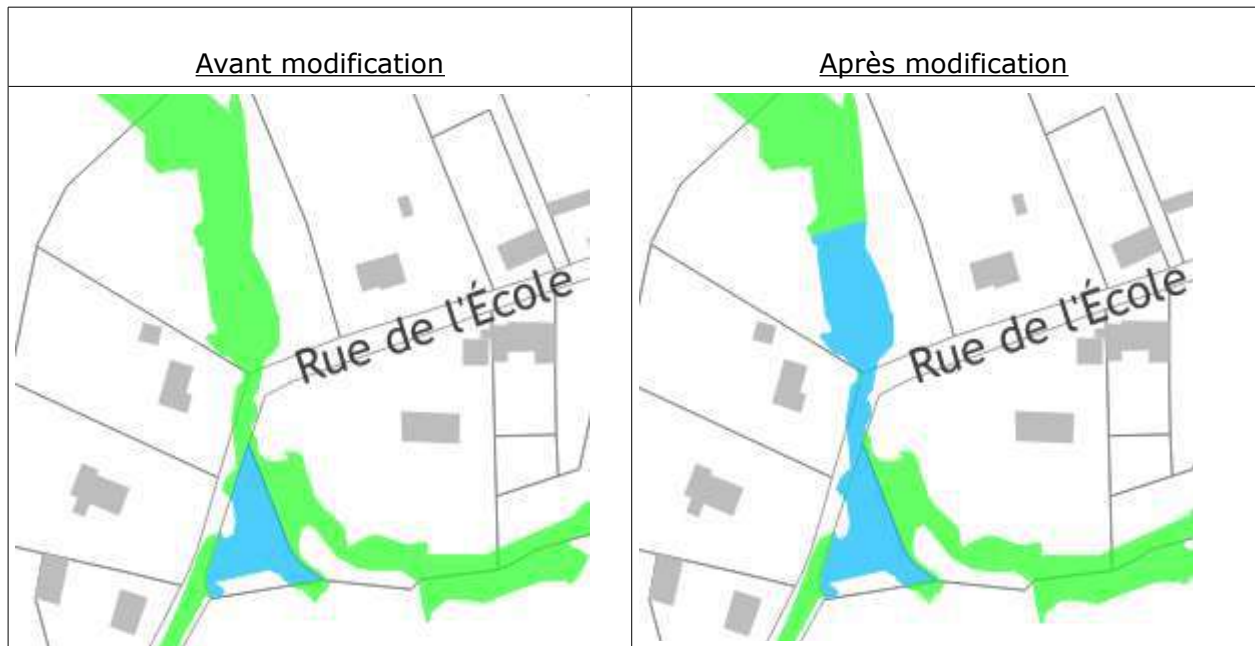 Avant modification
Après modification
Rue de l'École
Rue de l'École